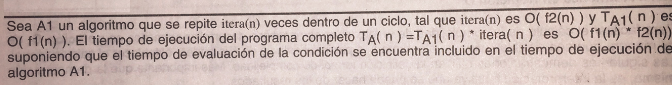 Sea A1 un algoritmo que se repite itera(n) veces dentro de un ciclo, tal que itera(n) es O( f2(n) ) y TA1( n ) es
O( f1(n) ). El tiempo de ejecución del programa completo TA( n ) =TA1( n ) * itera( n ) es O( f1(n) * f2(n))
suponiendo que el tiempo de evaluación de la condición se encuentra incluido en el tiempo de ejecución de
algoritmo A1.